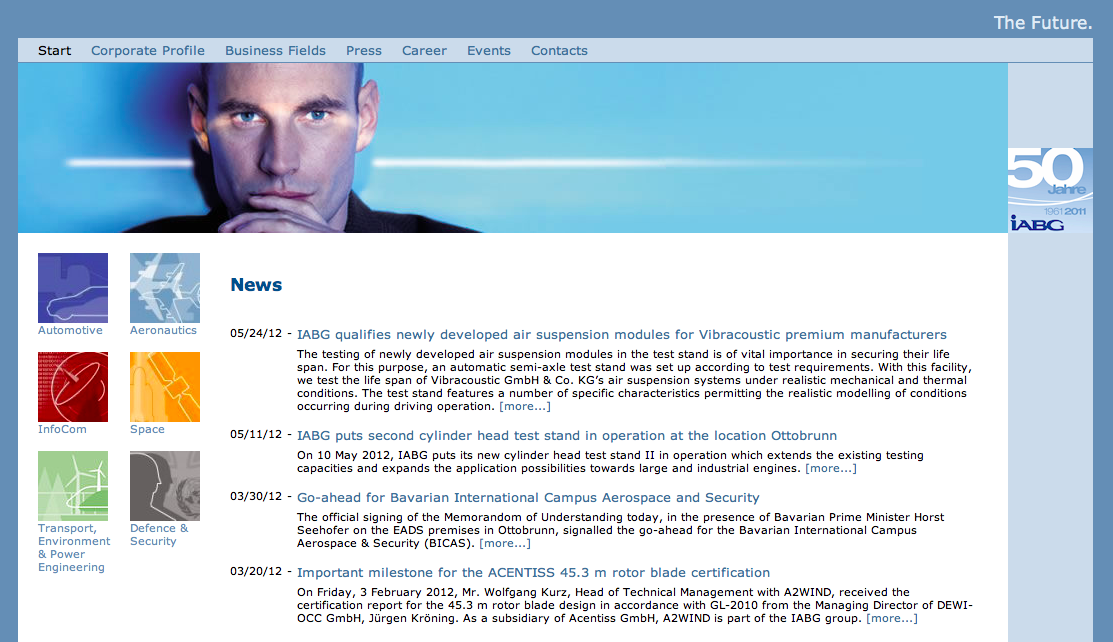 The Future.
Start Corporate Profile Business Fields Press Career Events Contacts
50
Jahre
1961 2011
iABG
Automotive
Aeronautics
InfoCom
Space
Transport,
Environment
& Power
Engineering
Defence &
Security
News
05/24/12 - IABG qualifies newly developed air suspension modules for Vibracoustic premium manufacturers
The testing of newly developed air suspension modules in the test stand is of vital importance in securing their life
span. For this purpose, an automatic semi-axle test stand was set up according to test requirements. With this facility,
we test the life span of Vibracoustic GmbH & Co. KG's air suspension systems under realistic mechanical and thermal
conditions. The test stand features a number of specific characteristics permitting the realistic modelling of conditions
occurring during driving operation. [more...]
05/11/12 - IABG puts second cylinder head test stand in operation at the location Ottobrunn
On 10 May 2012, IABG puts its new cylinder head test stand II in operation which extends the existing testing
capacities and expands the application possibilities towards large and industrial engines. [more...]
03/30/12 - Go-ahead for Bavarian International Campus Aerospace and Security
The official signing of the Memorandum of Understanding today, in the presence of Bavarian Prime Minister Horst
Seehofer on the EADS premises in Ottobrunn, signalled the go-ahead for the Bavarian International Campus
Aerospace & Security (BICAS). [more...]
03/20/12 - Important milestone for the ACENTISS 45.3 m rotor blade certification
On Friday, 3 February 2012, Mr. Wolfgang Kurz, Head of Technical Management with A2WIND, received the
certification report for the 45.3 m rotor blade design in accordance with GL-2010 from the Managing Director of DEWI-
OCC GmbH, Jürgen Kröning. As a subsidiary of Acentiss GmbH, A2WIND is part of the IABG group. [more...]